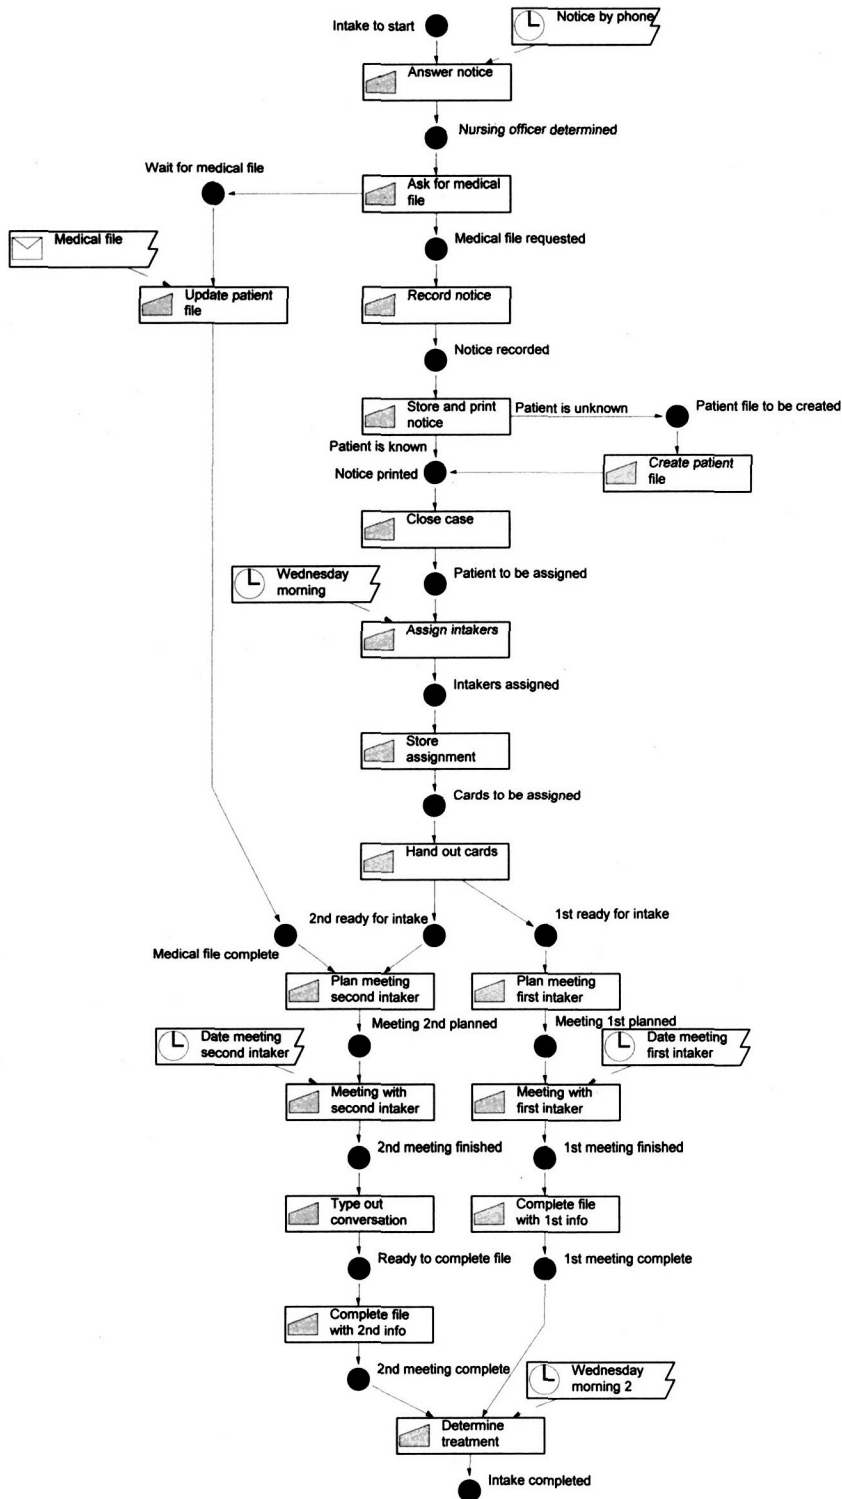 Intake to start
Notice by phone
Answer notice
Nursing officer determined
Wait for medical file
Ask for medical
file
Medical file
Medical file requested
Update patient
file
Record notice
Notice recorded
Store and print
notice
Patient is unknown
Patient file to be created
Patient is known
Notice printed
Create patient
file
Close case
Wednesday
morning
Patient to be assigned
Assign intakers
Intakers assigned
Store
assignment
Cards to be assigned
Hand out cards
2nd ready for intake
1st ready for intake
Medical file complete
Plan meeting
second intaker
Plan meeting
first intaker
Meeting 2nd planned
Meeting 1st planned
Date meeting
second intaker
Date meeting
first intaker
Meeting with
second intaker
Meeting with
first intaker
2nd meeting finished
1st meeting finished
Type out
conversation
Complete file
with 1st info
Ready to complete file
1st meeting complete
Complete file
with 2nd info
2nd meeting complete
Wednesday
morning 2
Determine
treatment
Intake completed